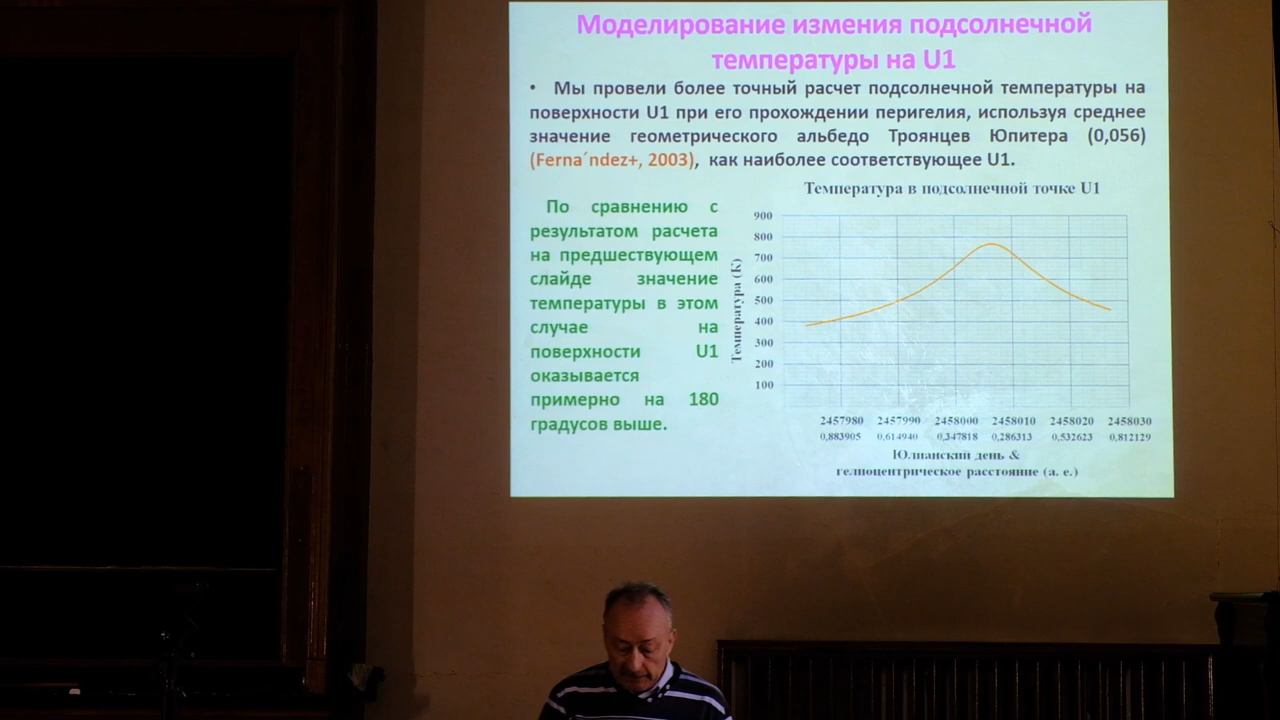 Моделирование измения подсолнечной
температуры на U1
• Мы провели более точный расчет подсолнечной температуры на
поверхности U1 при его прохождении перигелия, используя среднее
значение геометрического альбедо Троянцев Юпитера (0,056)
(Ferna´ndez+, 2003), как наиболее соответствующее U1.
По сравнению с
результатом расчета
на предшествующем
слайде значение
температуры в этом
случае на
поверхности U1
оказывается
примерно на 180
градусов выше.
Температура в подсолнечной точке U1
Температура (К)
900
800
700
600
500
400
300
200
100
2457980 2457990 2458000 2458010 2458020 2458030
0,883905 0,614940 0,347818 0,286313 0,532623 0,812129
Юлианский день &
гелиоцентрическое расстояние (а. е.)